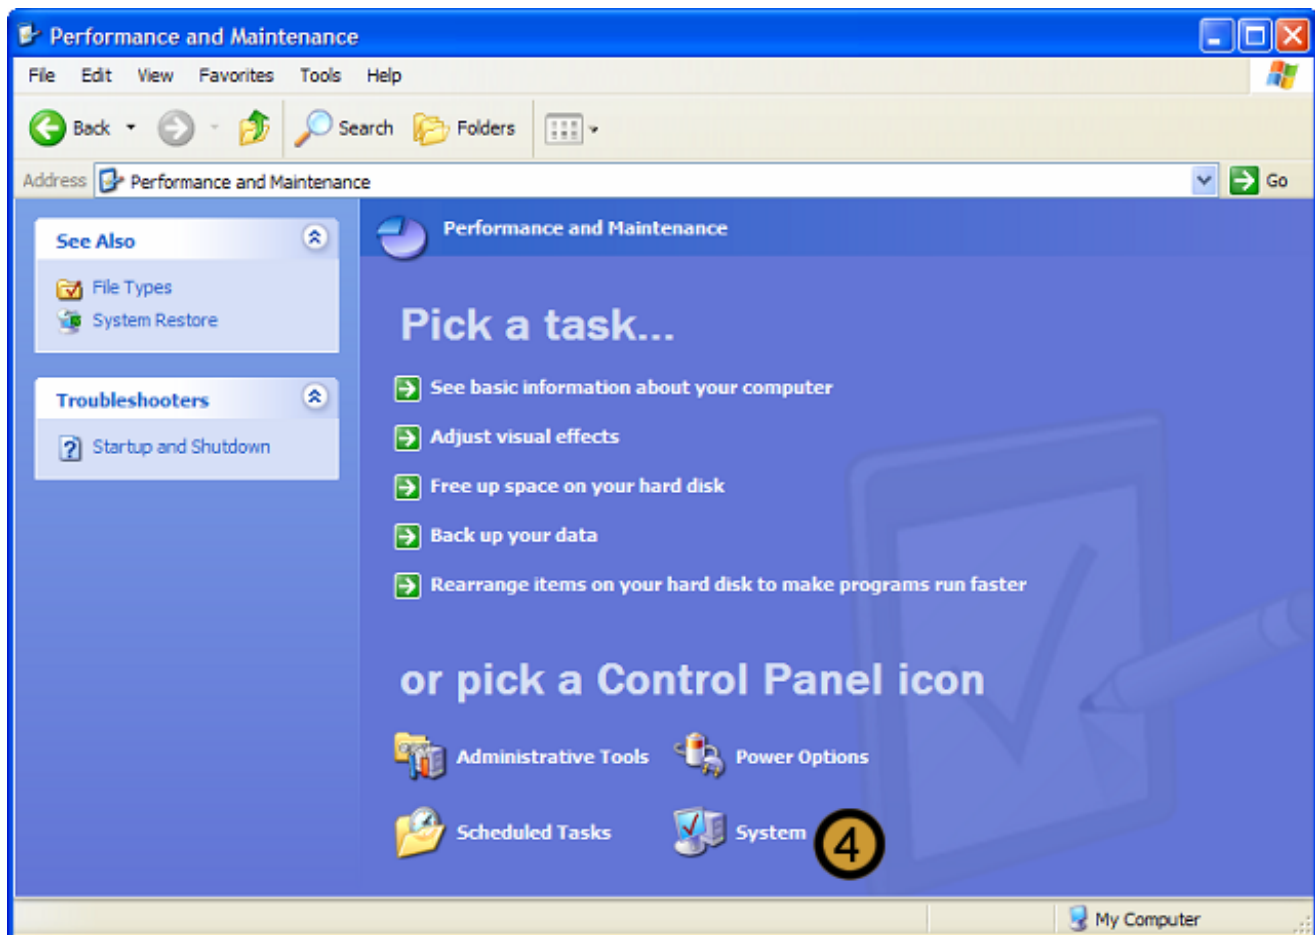 Performance and Maintenance
File Edit View Favorites Tools Help
Back Search Folders
Address Performance and Maintenance Go
See Also
File Types
System Restore
Troubleshooters
Startup and Shutdown
Performance and Maintenance
Pick a task...
See basic information about your computer
Adjust visual effects
Free up space on your hard disk
Back up your data
Rearrange items on your hard disk to make programs run faster
or pick a Control Panel icon
Administrative Tools Power Options
Scheduled Tasks System 4
My Computer